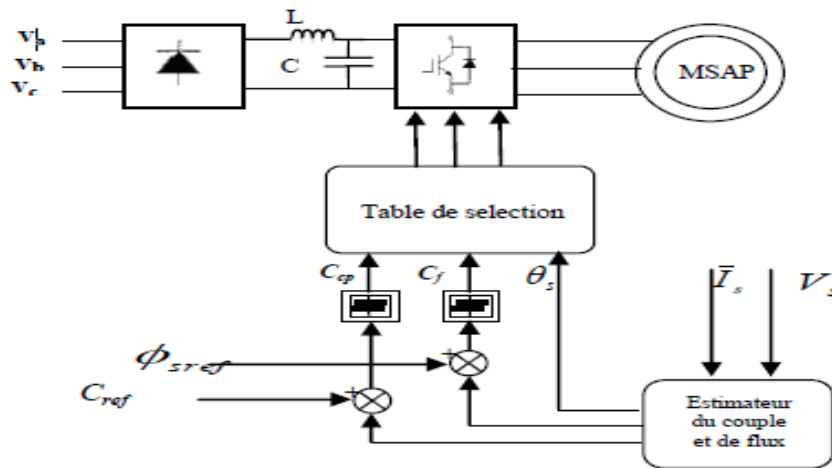 Va
L
Vb
C
MSAP
Vc
Table de selection
Ccp
Cf
θs
Īs
Vs
ϕsref
+
Cref
+
Estimateur
du couple
et de flux